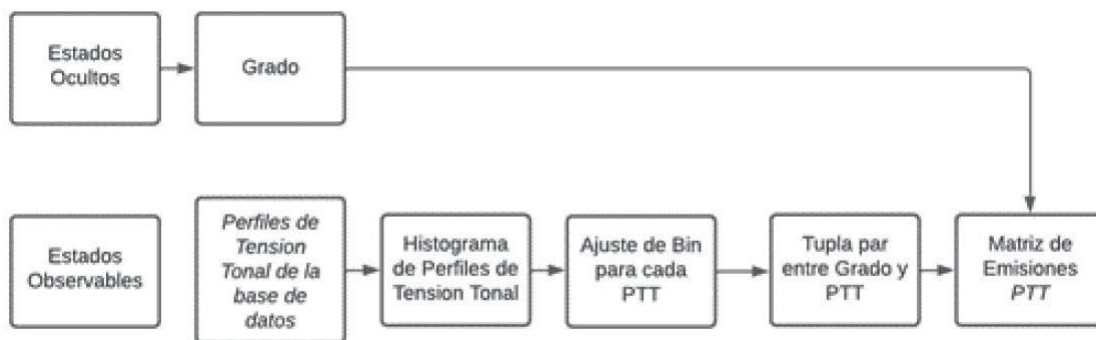 Estados
Ocultos
Grado
Estados
Observables
Perfiles de
Tension
Tonal de la
base de
datos
Histograma
de Perfiles de
Tension Tonal
Ajuste de Bin
para cada
PTT
Tupla par
entre Grado y
PTT
Matriz de
Emisiones
PTT